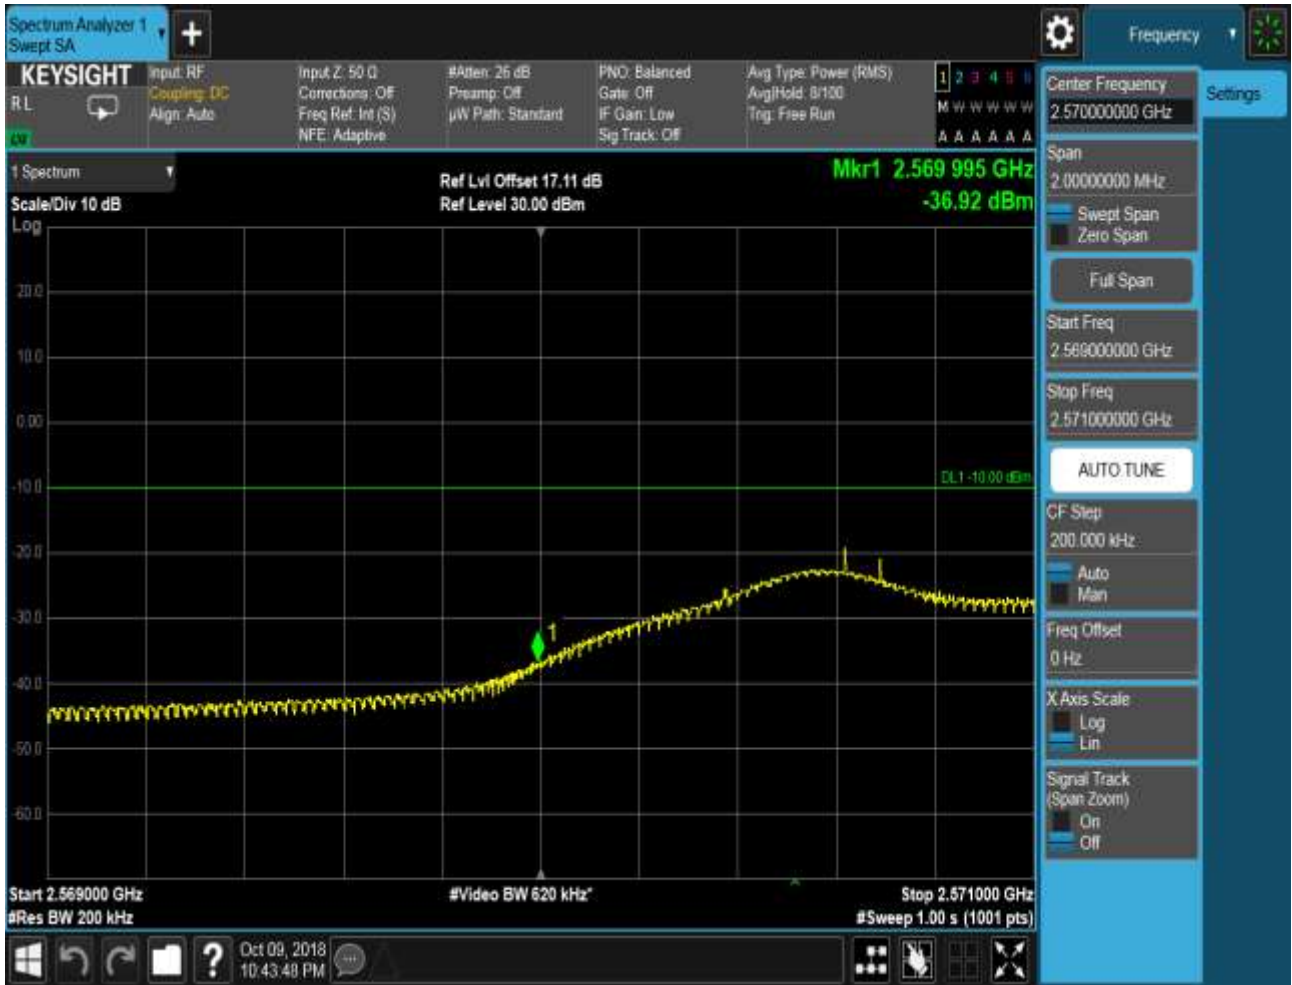 Spectrum Analyzer 1
Swept SA
+
Frequency
KEYSIGHT
R L
Input: RF
Coupling: DC
Align: Auto
Input Z: 50 Ω
Corrections: Off
Freq Ref: Int (S)
NFE: Adaptive
#Atten: 26 dB
Preamp: Off
µW Path: Standard
PNO: Balanced
Gate: Off
IF Gain: Low
Sig Track: Off
Avg Type: Power (RMS)
Avg|Hold: 8/100
Trig: Free Run
1 2 3 4 5 6
M W W W W W
A A A A A A
1 Spectrum
Scale/Div 10 dB
Log
Ref Lvl Offset 17.11 dB
Ref Level 30.00 dBm
Mkr1 2.569 995 GHz
-36.92 dBm
20.0
10.0
0.00
-10.0
DL1 -10.00 dBm
-20.0
-30.0
1
-40.0
-50.0
-60.0
Start 2.569000 GHz
#Res BW 200 kHz
#Video BW 620 kHz*
Stop 2.571000 GHz
#Sweep 1.00 s (1001 pts)
Center Frequency
2.570000000 GHz
Settings
Span
2.00000000 MHz
Swept Span
Zero Span
Full Span
Start Freq
2.569000000 GHz
Stop Freq
2.571000000 GHz
AUTO TUNE
CF Step
200.000 kHz
Auto
Man
Freq Offset
0 Hz
X Axis Scale
Log
Lin
Signal Track
(Span Zoom)
On
Off
?
Oct 09, 2018
10:43:48 PM